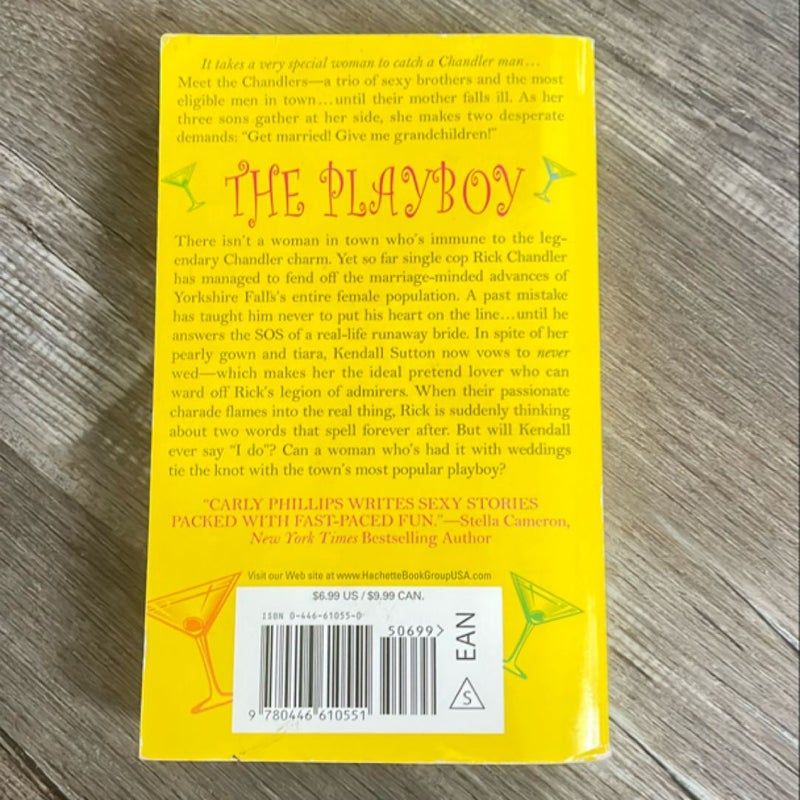 It takes a very special woman to catch a Chandler man…
Meet the Chandlers—a trio of sexy brothers and the most
eligible men in town…until their mother falls ill. As her
three sons gather at her side, she makes two desperate
demands: “Get married! Give me grandchildren!”
THE PLAYBOY
There isn’t a woman in town who’s immune to the leg-
endary Chandler charm. Yet so far single cop Rick Chandler
has managed to fend off the marriage-minded advances of
Yorkshire Falls’s entire female population. A past mistake
has taught him never to put his heart on the line…until he
answers the SOS of a real-life runaway bride. In spite of her
pearly gown and tiara, Kendall Sutton now vows to never
wed—which makes her the ideal pretend lover who can
ward off Rick’s legion of admirers. When their passionate
charade flames into the real thing, Rick is suddenly thinking
about two words that spell forever after. But will Kendall
ever say “I do”? Can a woman who’s had it with weddings
tie the knot with the town’s most popular playboy?
“CARLY PHILLIPS WRITES SEXY STORIES
PACKED WITH FAST-PACED FUN.”—Stella Cameron,
New York Times Bestselling Author
Visit our Web site at www.HachetteBookGroupUSA.com
$6.99 US / $9.99 CAN.
ISBN 0-446-61055-0
50699>
EAN
S
9 780446 610551